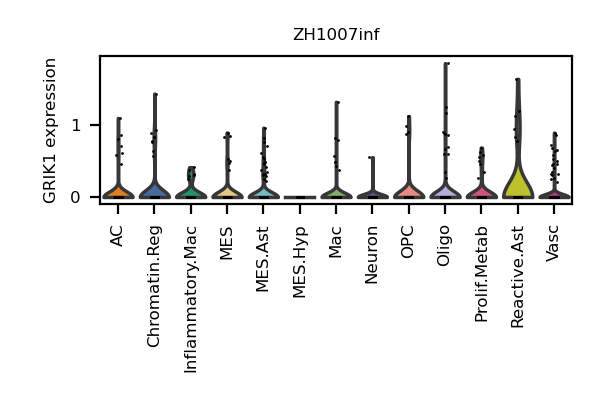 ZH1007inf
GRIK1 expression
1
0
AC
Chromatin.Reg
Inflammatory.Mac
MES
MES.Ast
MES.Hyp
Mac
Neuron
OPC
Oligo
Prolif.Metab
Reactive.Ast
Vasc